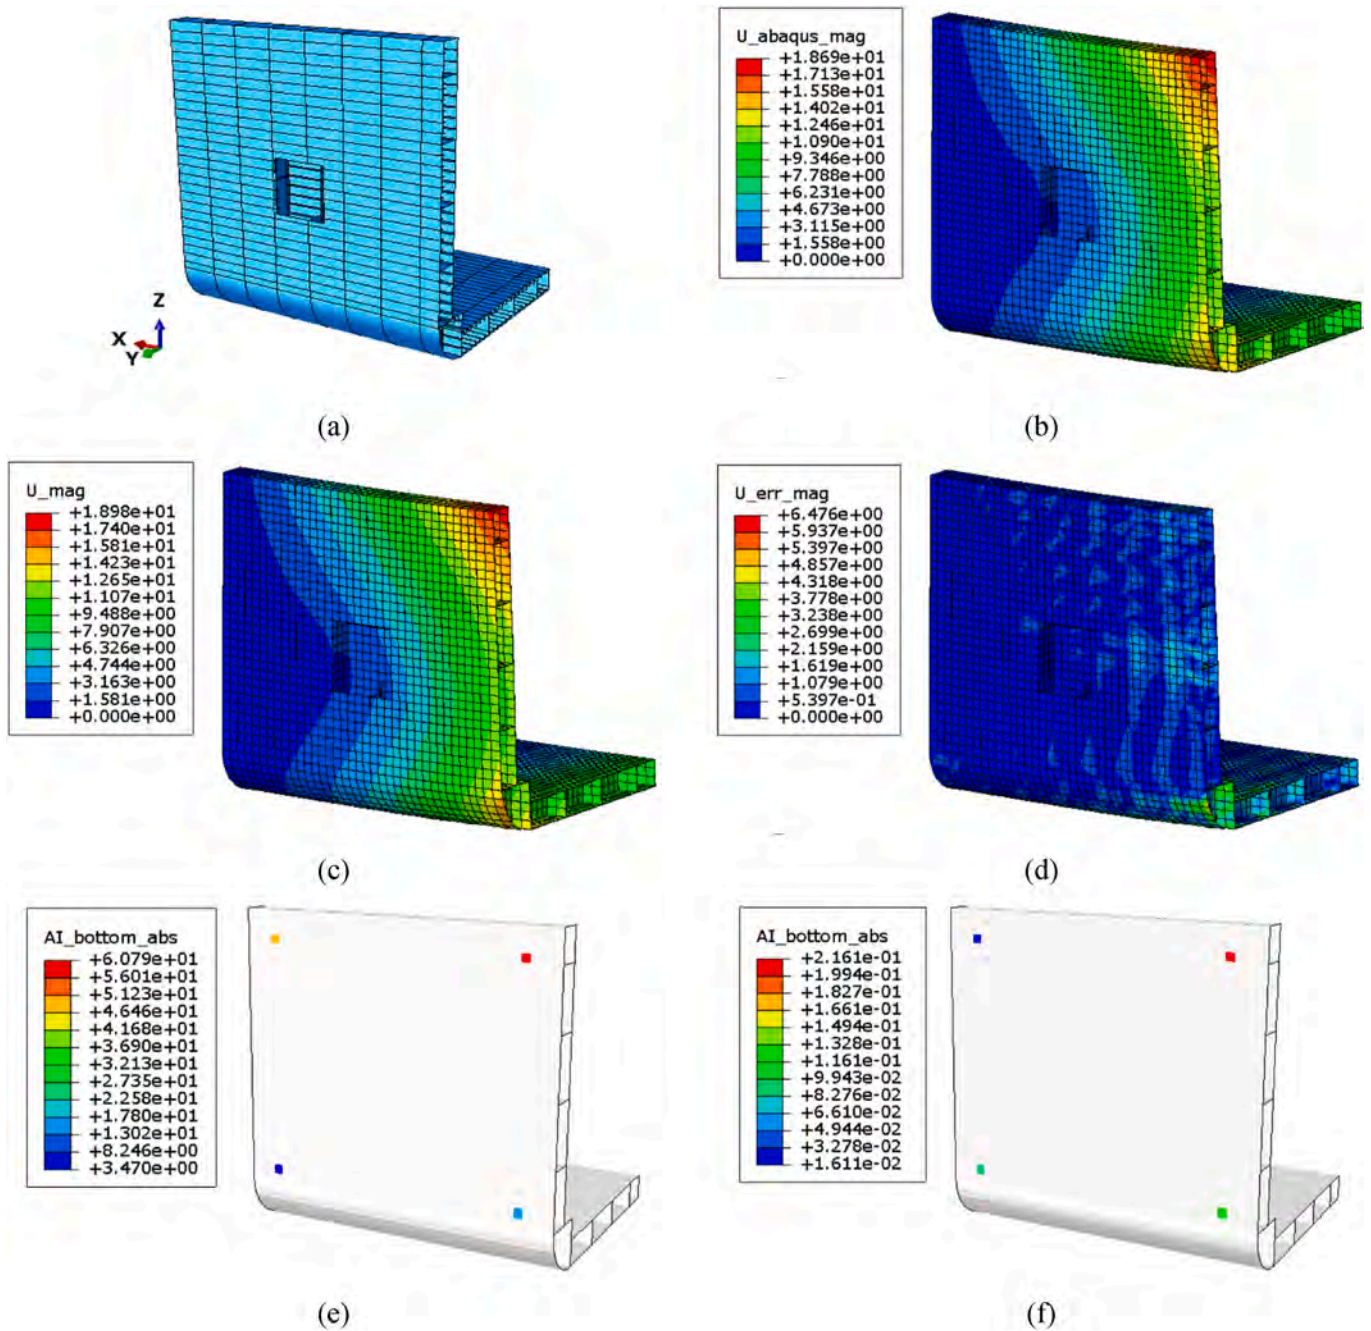 Z
X
Y
(a)
U_abaqus_mag
+1.869e+01
+1.713e+01
+1.558e+01
+1.402e+01
+1.246e+01
+1.090e+01
+9.346e+00
+7.788e+00
+6.231e+00
+4.673e+00
+3.115e+00
+1.558e+00
+0.000e+00
(b)
U_mag
+1.898e+01
+1.740e+01
+1.581e+01
+1.423e+01
+1.265e+01
+1.107e+01
+9.488e+00
+7.907e+00
+6.326e+00
+4.744e+00
+3.163e+00
+1.581e+00
+0.000e+00
(c)
U_err_mag
+6.476e+00
+5.937e+00
+5.397e+00
+4.857e+00
+4.318e+00
+3.778e+00
+3.238e+00
+2.699e+00
+2.159e+00
+1.619e+00
+1.079e+00
+5.397e-01
+0.000e+00
(d)
AI_bottom_abs
+6.079e+01
+5.601e+01
+5.123e+01
+4.646e+01
+4.168e+01
+3.690e+01
+3.213e+01
+2.735e+01
+2.258e+01
+1.780e+01
+1.302e+01
+8.246e+00
+3.470e+00
(e)
AI_bottom_abs
+2.161e-01
+1.994e-01
+1.827e-01
+1.661e-01
+1.494e-01
+1.328e-01
+1.161e-01
+9.943e-02
+8.276e-02
+6.610e-02
+4.944e-02
+3.278e-02
+1.611e-02
(f)